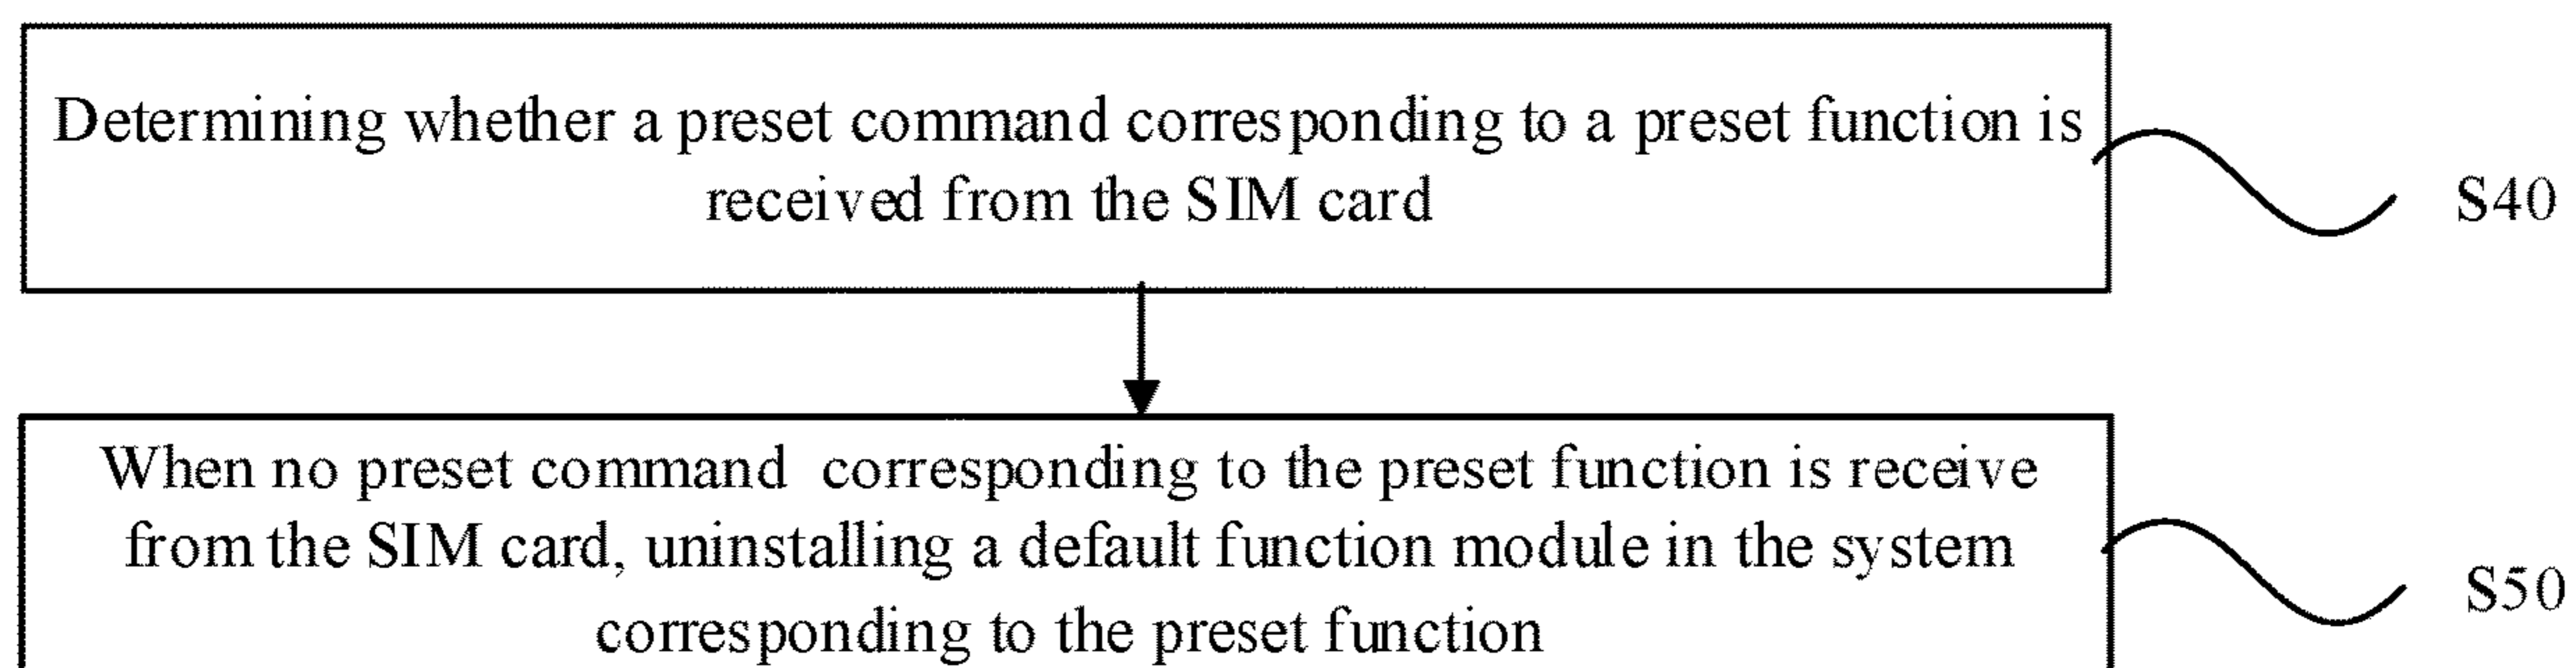 Determining whether a preset command corresponding to a preset function is
received from the SIM card
S40
When no preset command corresponding to the preset function is receive
from the SIM card, uninstalling a default function module in the system
corresponding to the preset function
S50